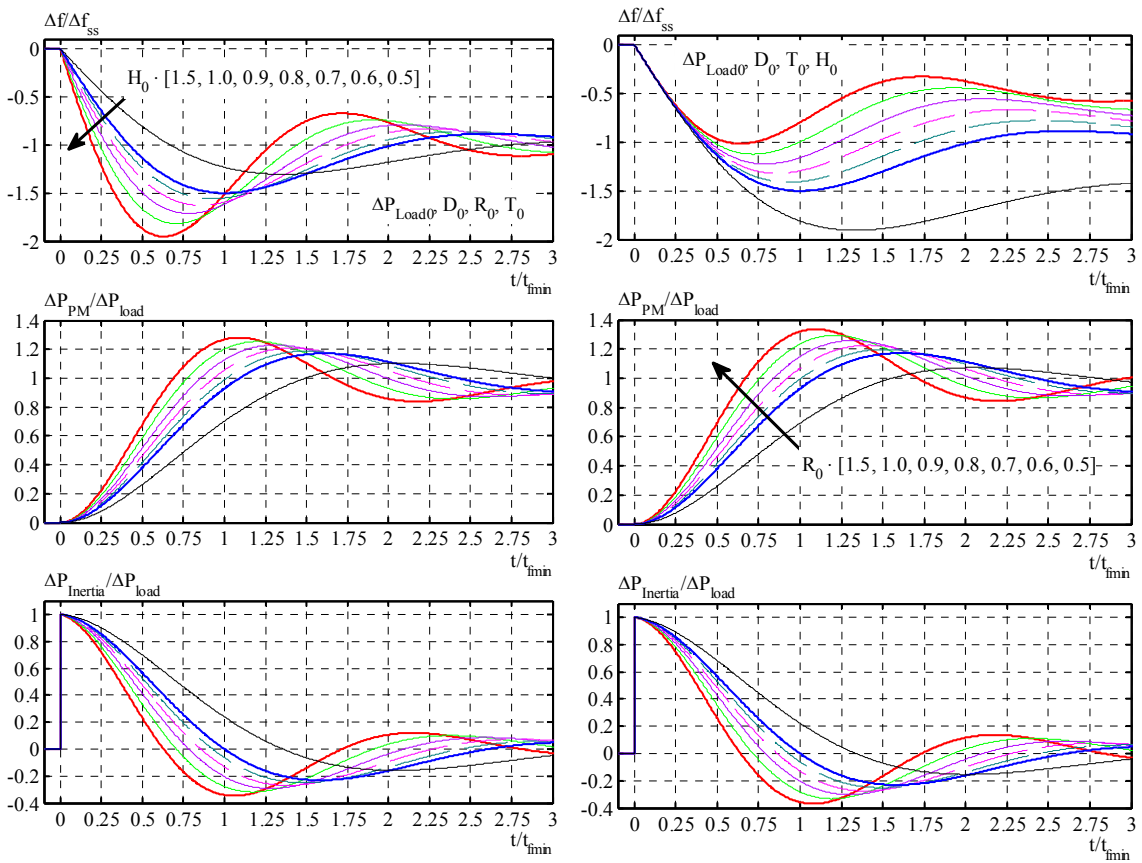 Δf/Δf_ss
0
-0.5
-1
-1.5
-2
H_0 · [1.5, 1.0, 0.9, 0.8, 0.7, 0.6, 0.5]
ΔP_Load0, D_0, R_0, T_0
0 0.25 0.5 0.75 1 1.25 1.5 1.75 2 2.25 2.5 2.75 3
t/t_fmin
ΔP_PM/ΔP_load
1.4
1.2
1
0.8
0.6
0.4
0.2
0
0 0.25 0.5 0.75 1 1.25 1.5 1.75 2 2.25 2.5 2.75 3
t/t_fmin
ΔP_Inertia/ΔP_load
1
0.8
0.6
0.4
0.2
0
-0.2
-0.4
0 0.25 0.5 0.75 1 1.25 1.5 1.75 2 2.25 2.5 2.75 3
t/t_fmin
Δf/Δf_ss
0
-0.5
-1
-1.5
-2
ΔP_Load0, D_0, T_0, H_0
0 0.25 0.5 0.75 1 1.25 1.5 1.75 2 2.25 2.5 2.75 3
t/t_fmin
ΔP_PM/ΔP_load
1.4
1.2
1
0.8
0.6
0.4
0.2
0
R_0 · [1.5, 1.0, 0.9, 0.8, 0.7, 0.6, 0.5]
0 0.25 0.5 0.75 1 1.25 1.5 1.75 2 2.25 2.5 2.75 3
t/t_fmin
ΔP_Inertia/ΔP_load
1
0.8
0.6
0.4
0.2
0
-0.2
-0.4
0 0.25 0.5 0.75 1 1.25 1.5 1.75 2 2.25 2.5 2.75 3
t/t_fmin